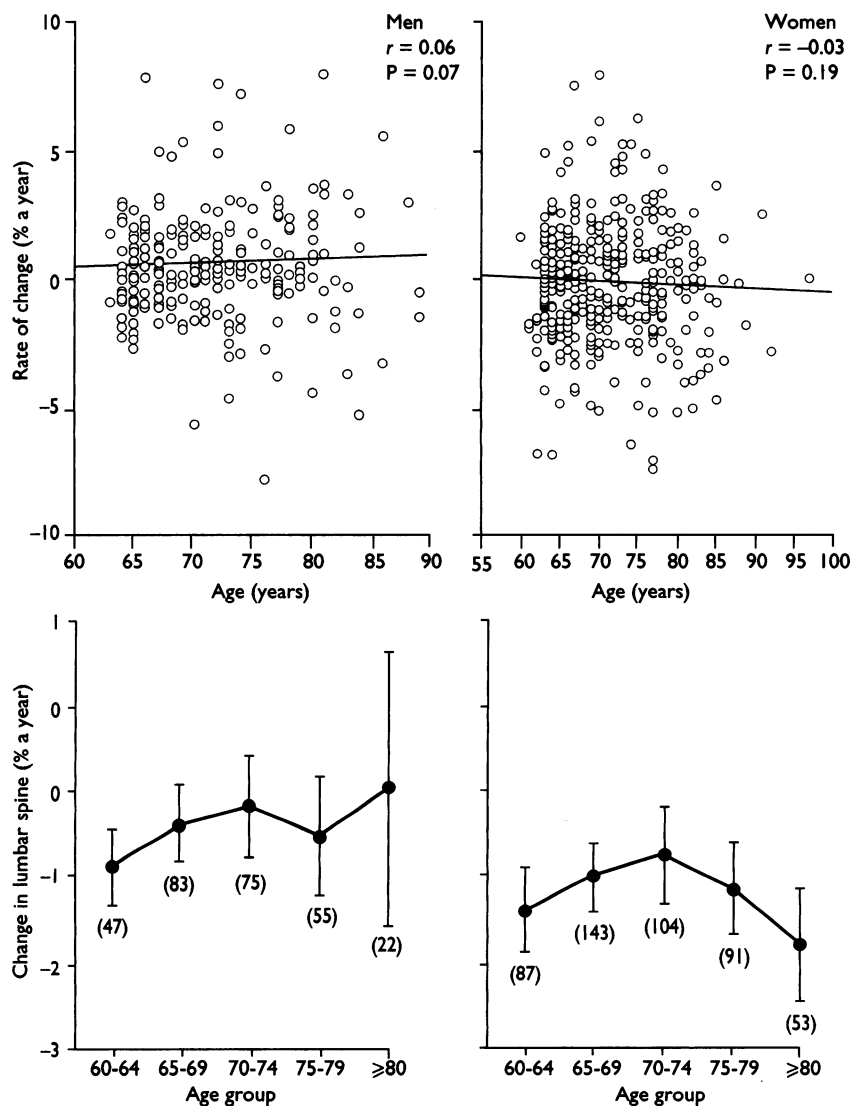 Men
r = 0.06
P = 0.07
Women
r = –0.03
P = 0.19
Rate of change (% a year)
10
5
0
–5
–10
60 65 70 75 80 85 90
Age (years)
55 60 65 70 75 80 85 90 95 100
Age (years)
Change in lumbar spine (% a year)
1
0
0
–1
–2
–3
(47) (83) (75) (55) (22)
(87) (143) (104) (91) (53)
60-64 65-69 70-74 75-79 ⩾80
Age group
60-64 65-69 70-74 75-79 ⩾80
Age group